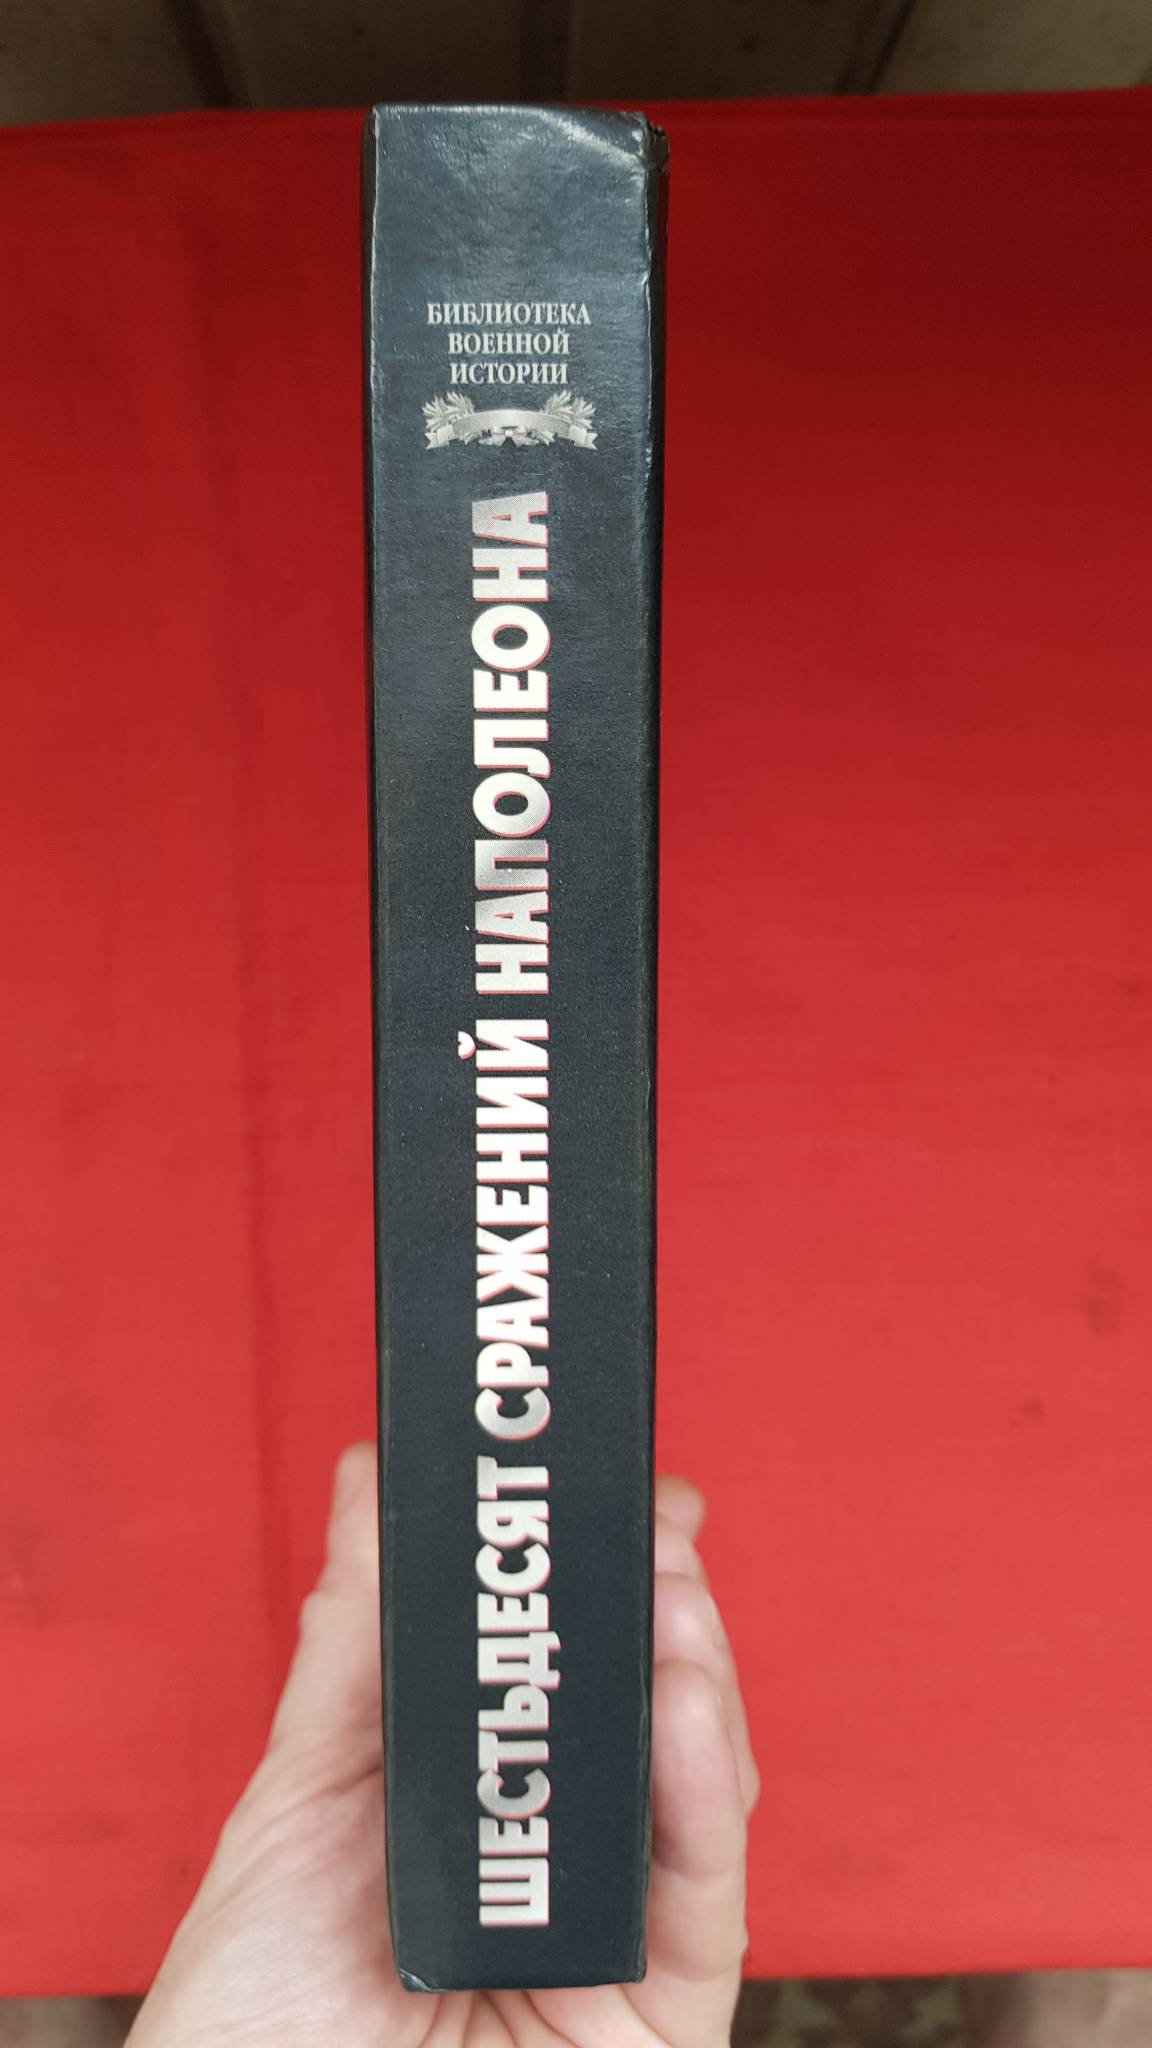 БИБЛИОТЕКА
ВОЕННОЙ
ИСТОРИИ
ШЕСТЬДЕСЯТ СРАЖЕНИЙ НАПОЛЕОНА